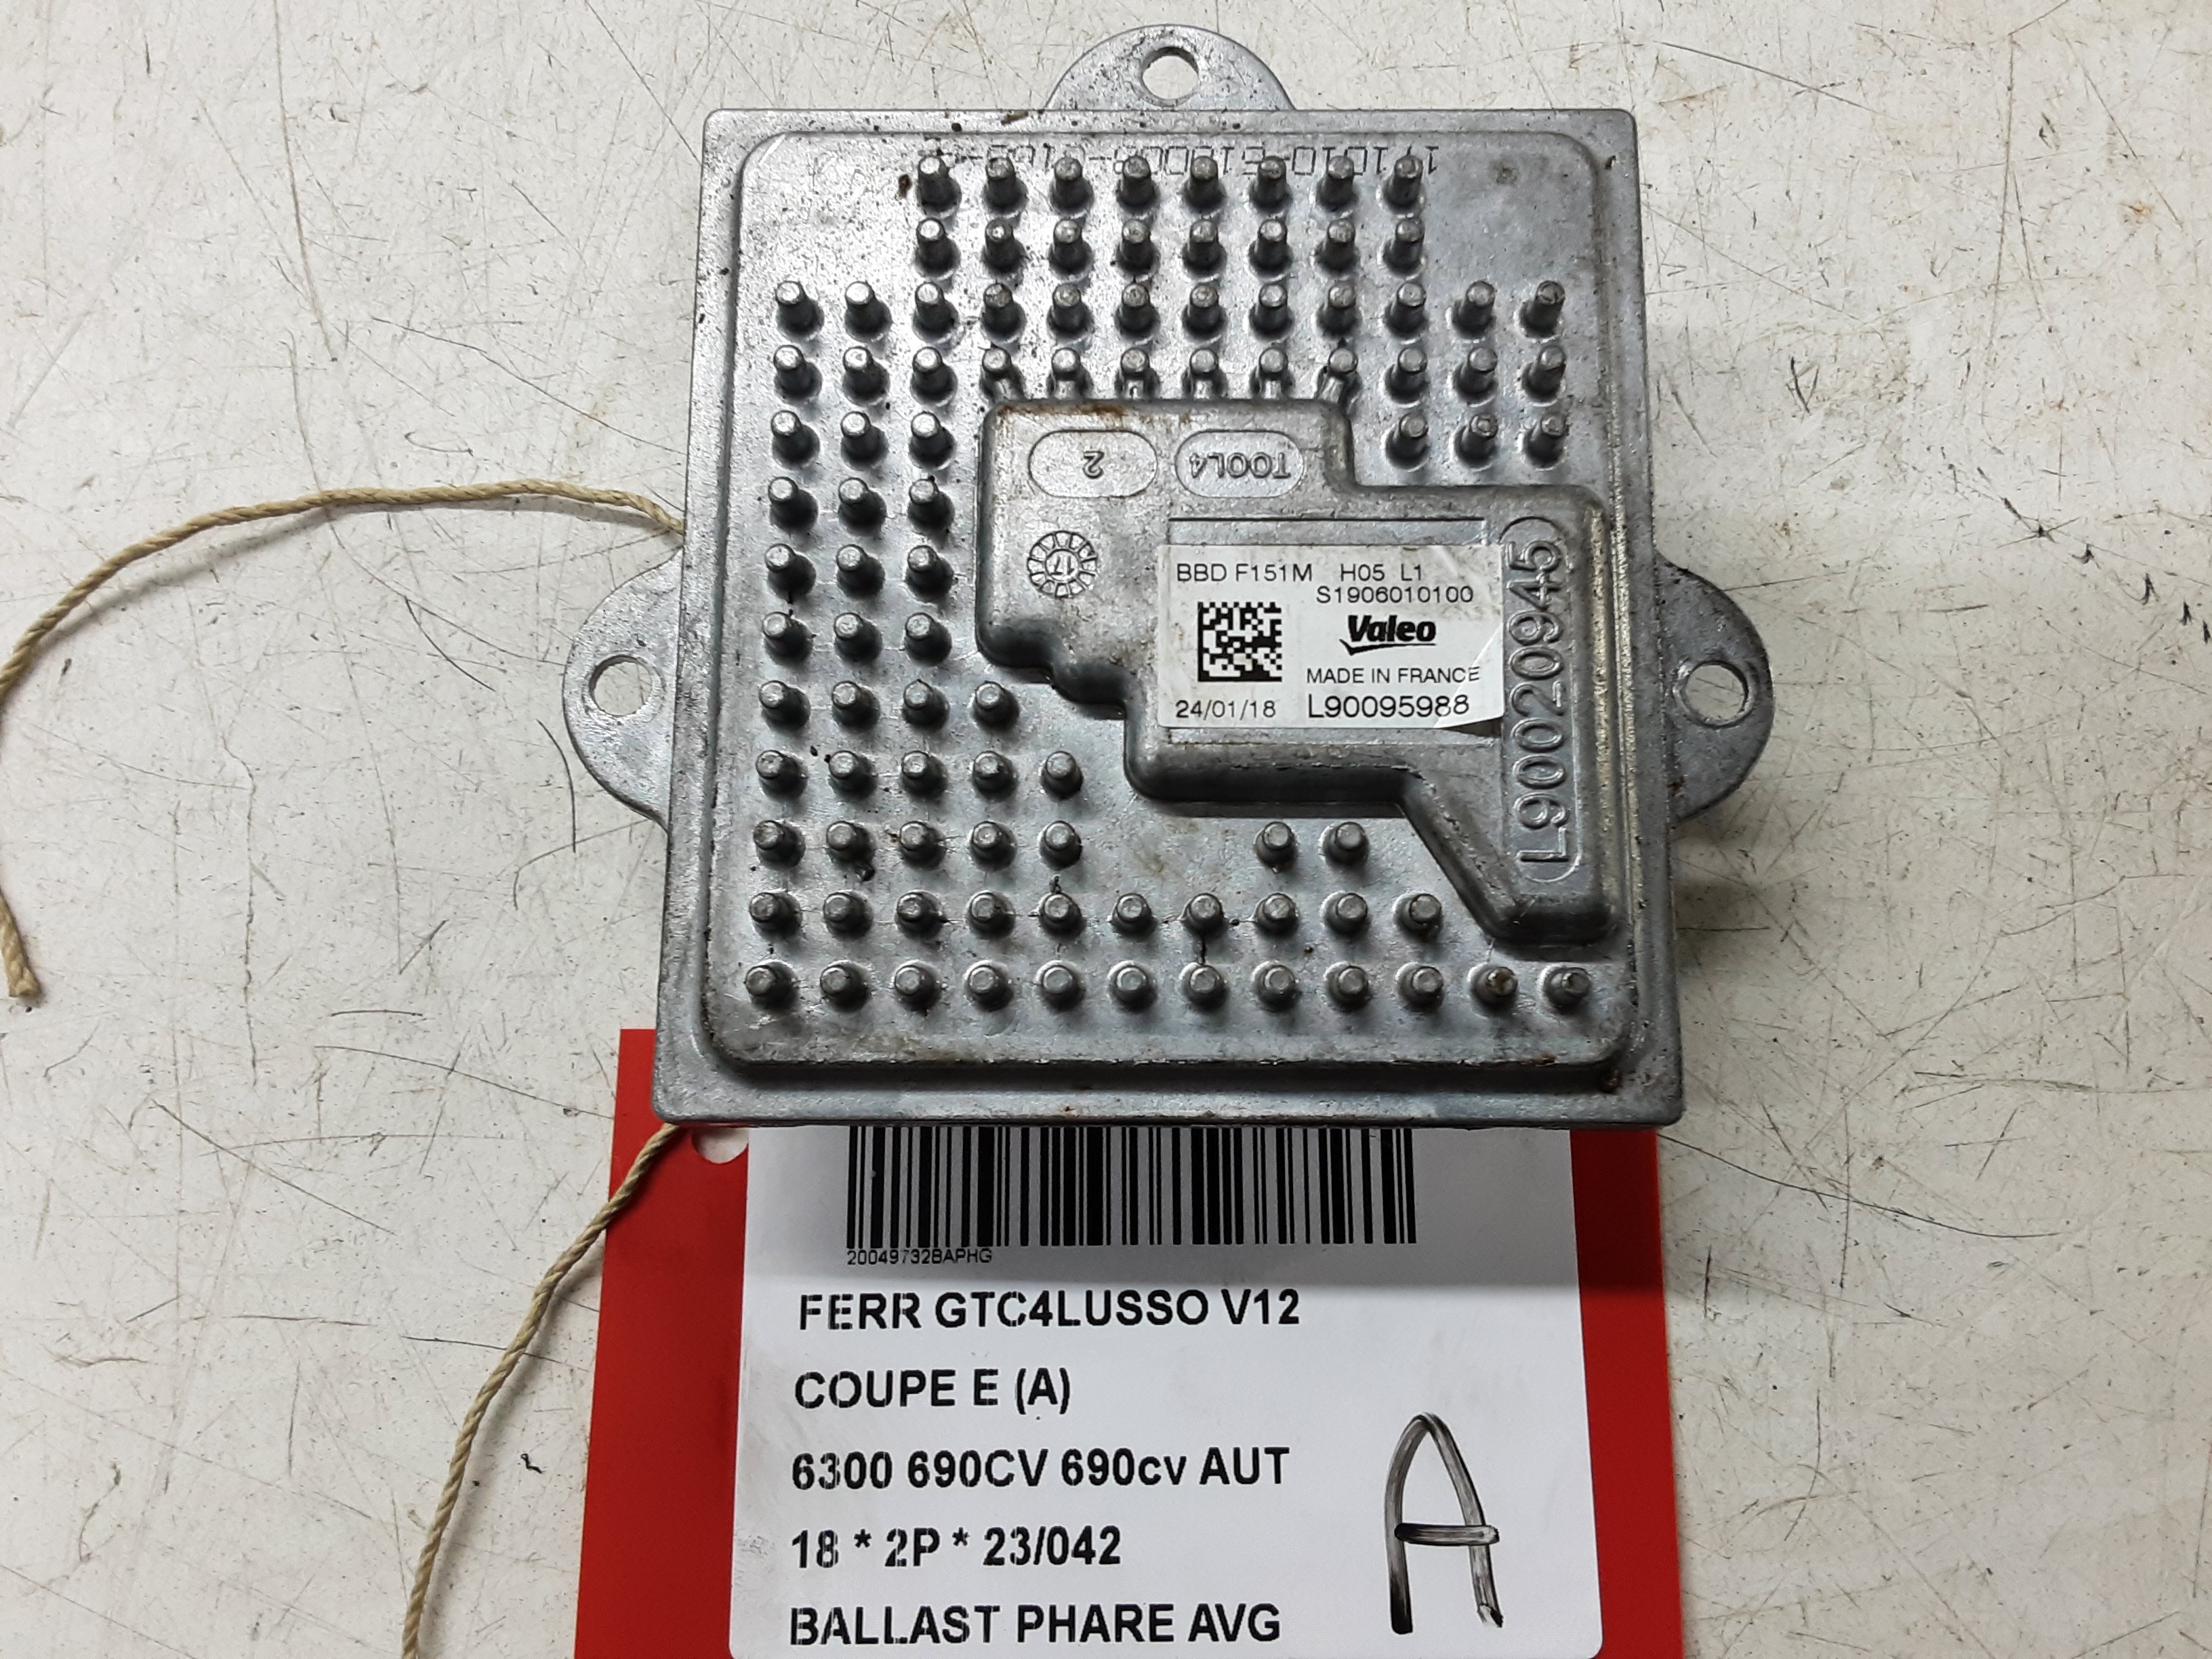 2
TOOL4
17
BBD F151M H05 L1
S1906010100
Valeo
MADE IN FRANCE
24/01/18 L90095988
L90020945
20049732BAPHG
FERR GTC4LUSSO V12
COUPE E (A)
6300 690CV 690cv AUT
18 * 2P * 23/042
BALLAST PHARE AVG
A